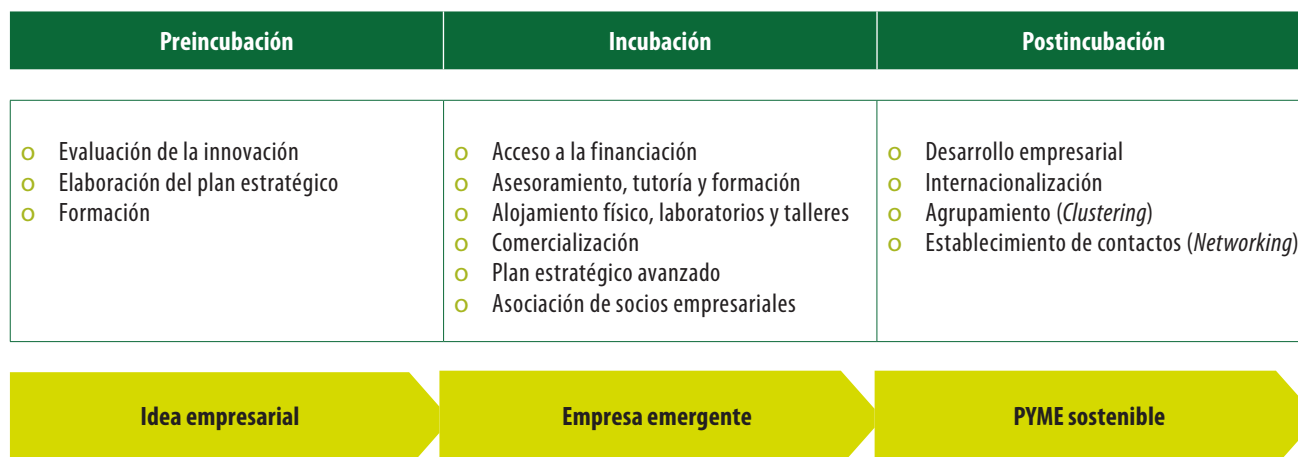 Preincubación
Incubación
Postincubación
o Evaluación de la innovación
o Elaboración del plan estratégico
o Formación
o Acceso a la financiación
o Asesoramiento, tutoría y formación
o Alojamiento físico, laboratorios y talleres
o Comercialización
o Plan estratégico avanzado
o Asociación de socios empresariales
o Desarrollo empresarial
o Internacionalización
o Agrupamiento (Clustering)
o Establecimiento de contactos (Networking)
Idea empresarial
Empresa emergente
PYME sostenible